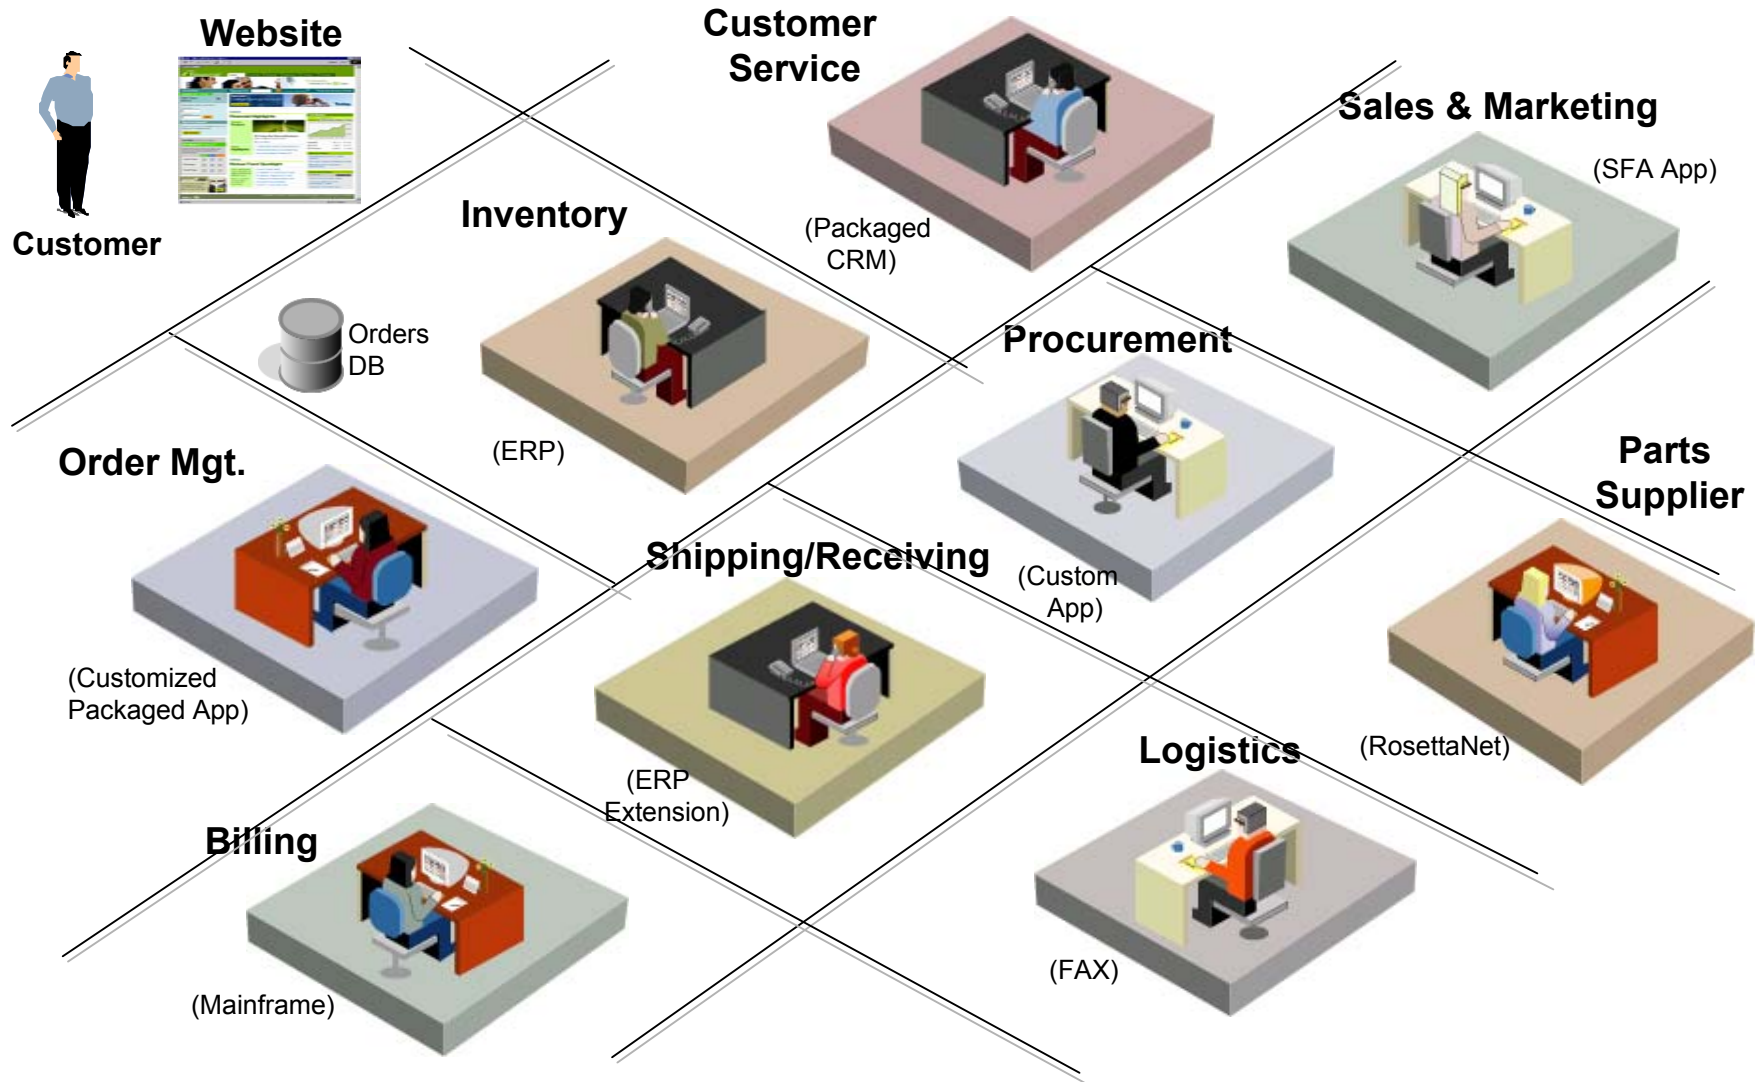 Website
Customer
Customer
Service
(Packaged
CRM)
Sales & Marketing
(SFA App)
Inventory
(ERP)
Orders
DB
Procurement
(Custom
App)
Order Mgt.
(Customized
Packaged App)
Shipping/Receiving
(ERP
Extension)
Parts
Supplier
(RosettaNet)
Logistics
(FAX)
Billing
(Mainframe)